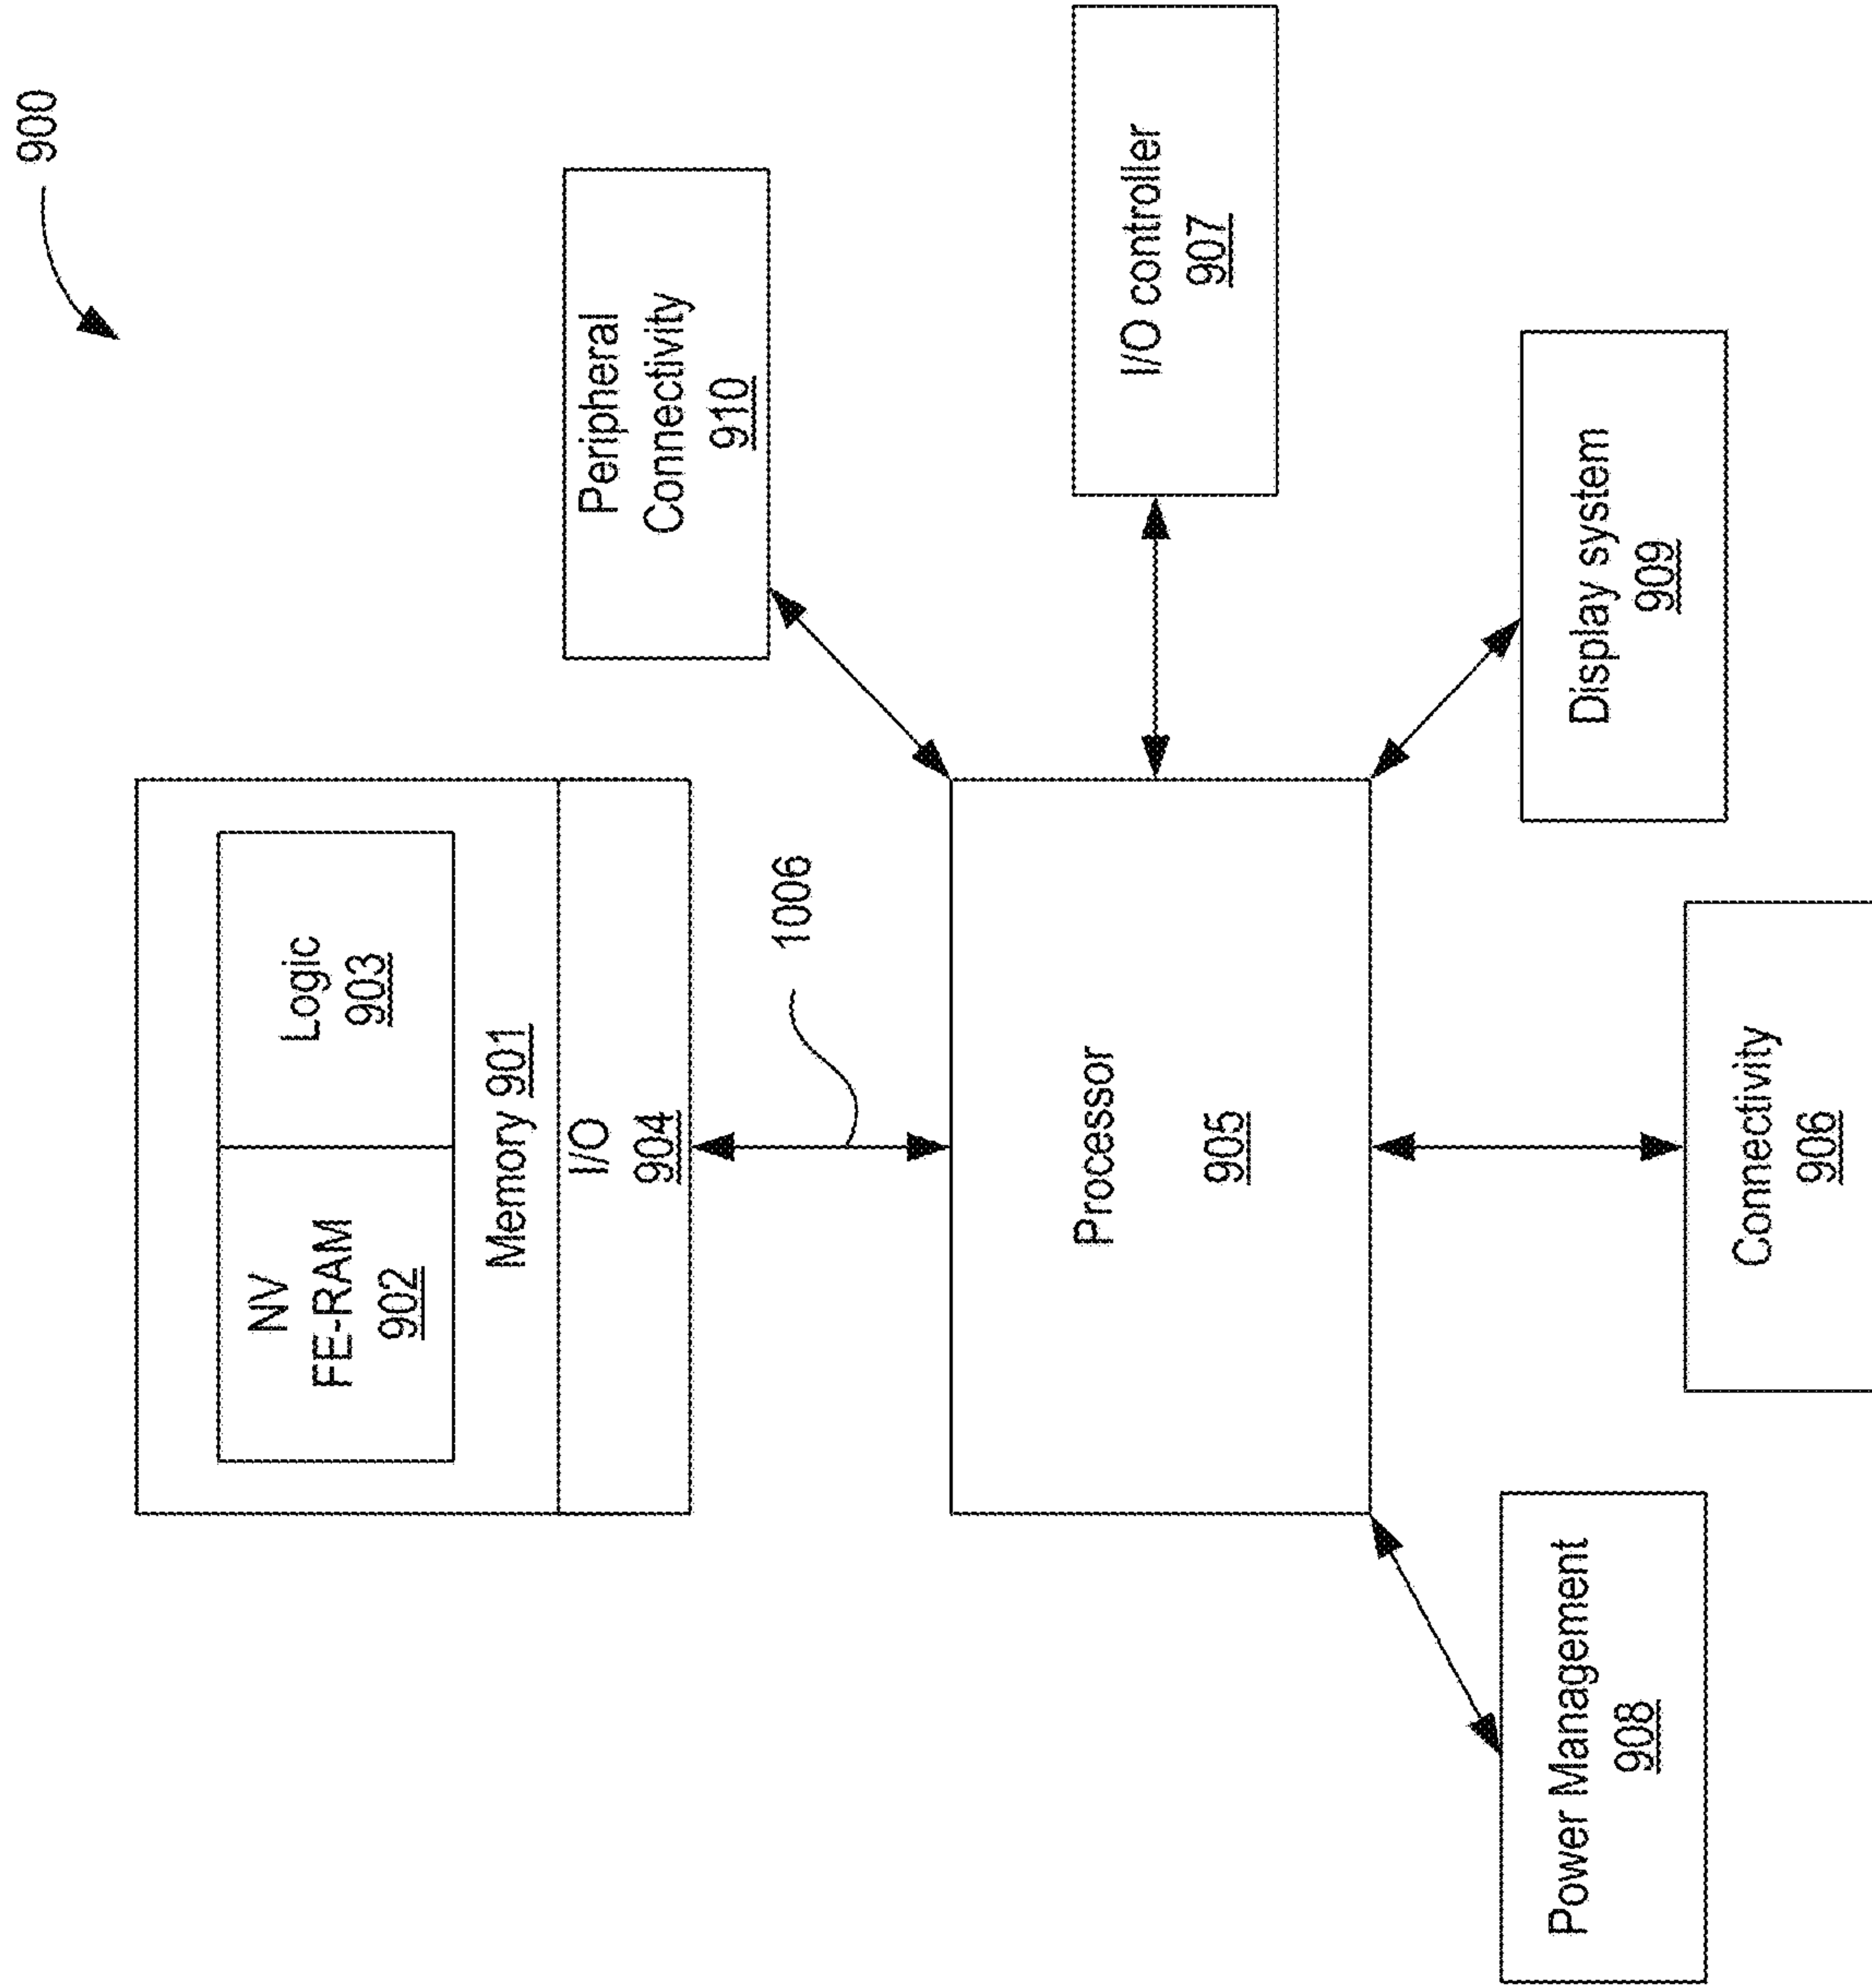 900
NV
FE-RAM
902
Logic
903
Memory 901
I/O
904
1006
Peripheral
Connectivity
910
Processor
905
I/O controller
907
Power Management
908
Connectivity
906
Display system
909